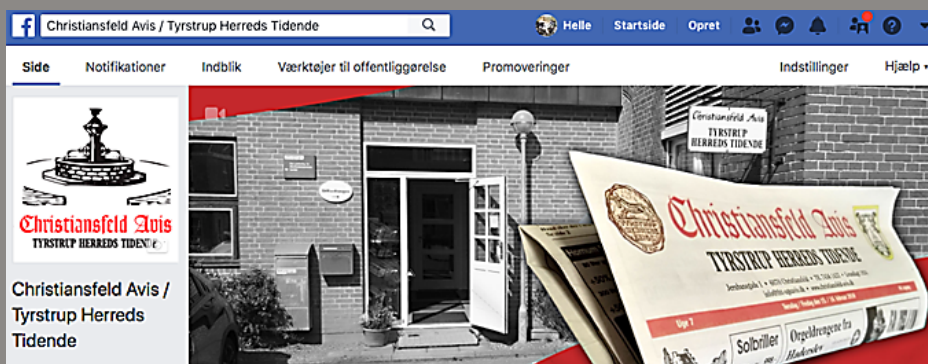 Christiansfeld Avis / Tyrstrup Herreds Tidende
Helle
Startside
Opret
Side
Notifikationer
Indblik
Værktøjer til offentliggørelse
Promoveringer
Indstillinger
Hjælp
Christiansfeld Avis
TYRSTRUP HERREDS TIDENDE
Christiansfeld Avis /
Tyrstrup Herreds
Tidende
Christiansfeld Avis
TYRSTRUP
HERREDS TIDENDE
Christiansfeld Avis
TYRSTRUP HERREDS TIDENDE
Uge 7
Solbriller
Orgeldrengene fra
Haderslev